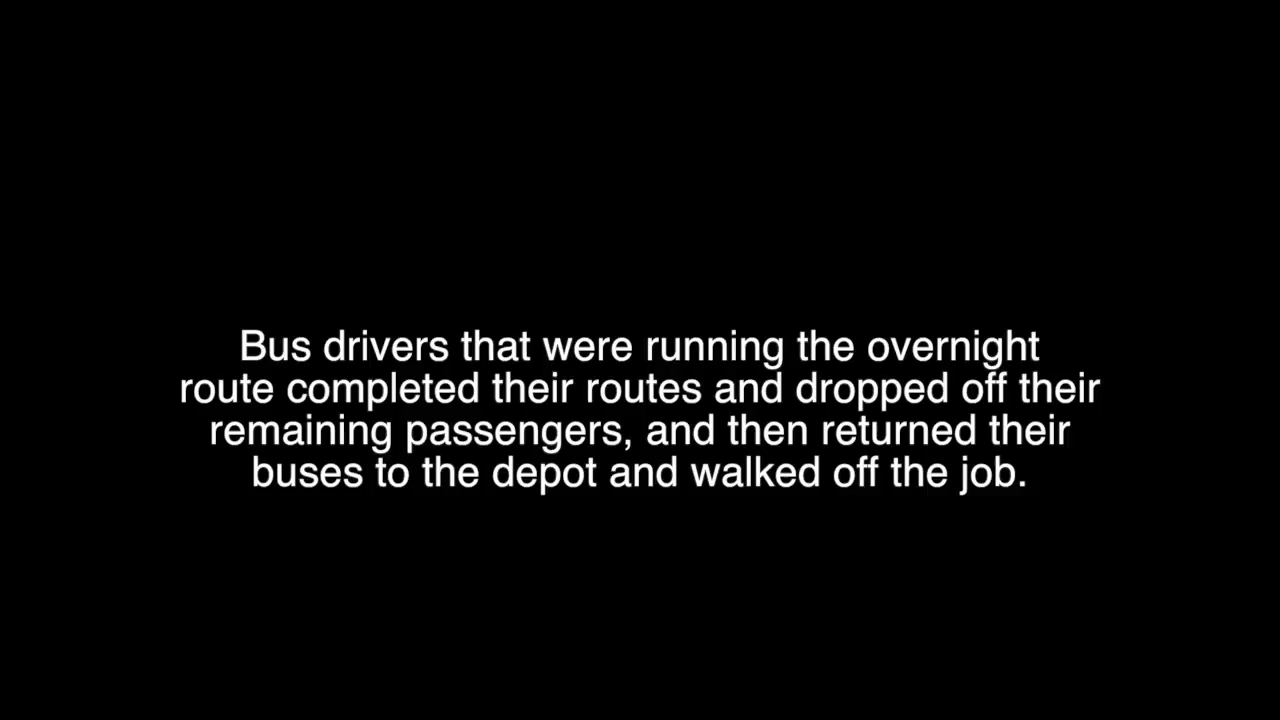 Bus drivers that were running the overnight
route completed their routes and dropped off their
remaining passengers, and then returned their
buses to the depot and walked off the job.